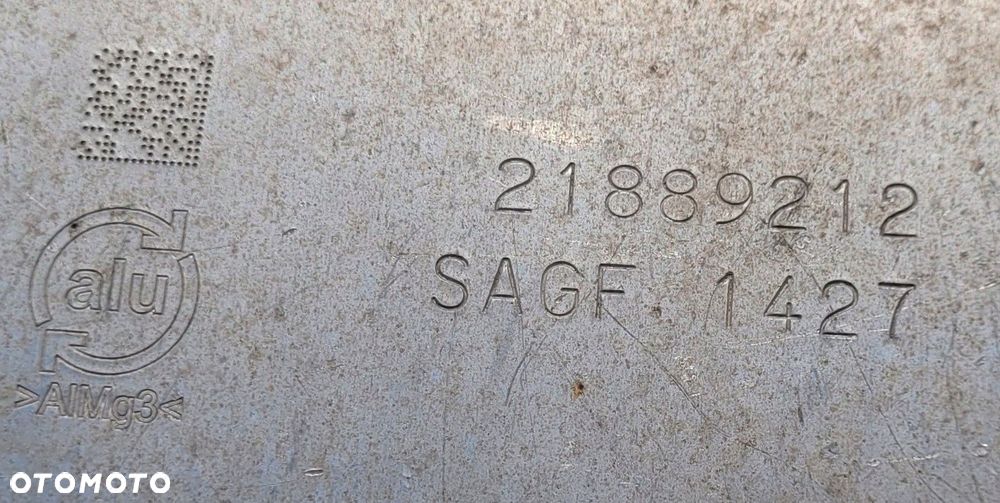 21889212
SAGF 1427
alu
>AlMg3<
OTOMOTO